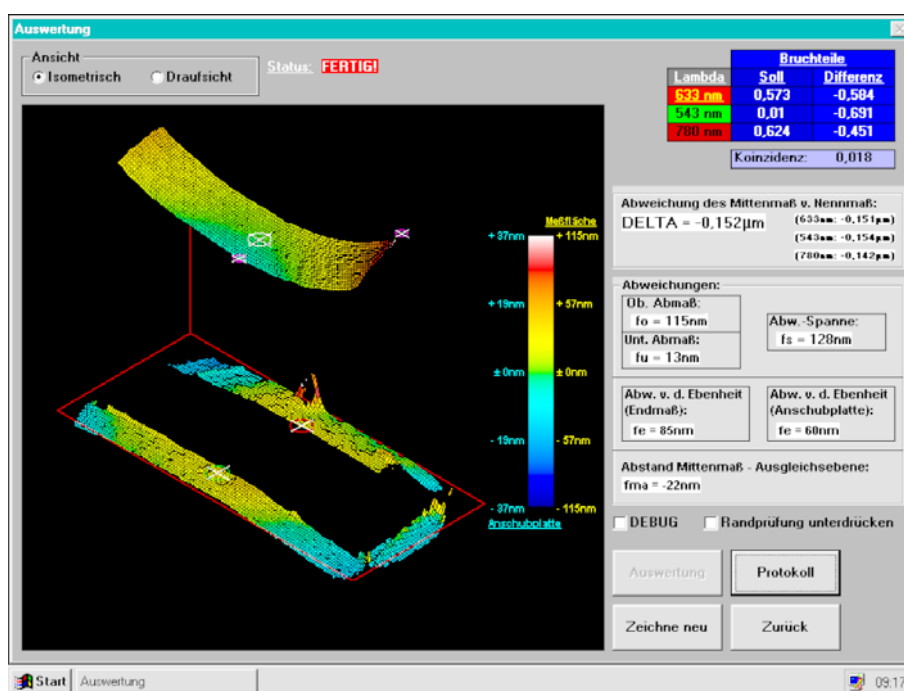 Auswertung
Ansicht
Isometrisch Draufsicht
Status: FERTIG!
Bruchteile
Lambda Soll Differenz
633 nm 0,573 -0,584
543 nm 0,01 -0,691
780 nm 0,624 -0,451
Koinzidenz: 0,018
Meßfläche
+ 37nm + 115nm
+ 19nm + 57nm
± 0nm ± 0nm
- 19nm - 57nm
- 37nm - 115nm
Anschubplatte
Abweichung des Mittenmaß v. Nennmaß:
DELTA = -0,152µm
(633nm: -0,151µm)
(543nm: -0,154µm)
(780nm: -0,142µm)
Abweichungen:
Ob. Abmaß:
fo = 115nm
Unt. Abmaß:
fu = 13nm
Abw.-Spanne:
fs = 128nm
Abw. v. d. Ebenheit
(Endmaß):
fe = 85nm
Abw. v. d. Ebenheit
(Anschubplatte):
fe = 60nm
Abstand Mittenmaß - Ausgleichsebene:
fma = -22nm
DEBUG Randprüfung unterdrücken
Auswertung Protokoll
Zeichne neu Zurück
Start Auswertung 09:17